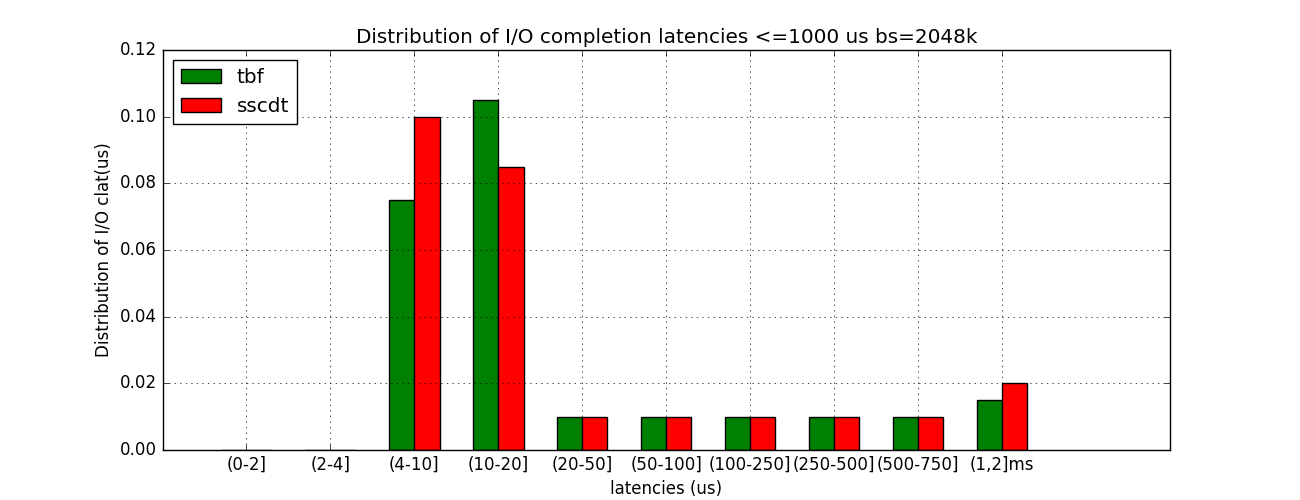 Distribution of I/O completion latencies <=1000 us bs=2048k
tbf
sscdt
Distribution of I/O clat(us)
0.12
0.10
0.08
0.06
0.04
0.02
0.00
(0-2] (2-4] (4-10] (10-20] (20-50] (50-100] (100-250] (250-500] (500-750] (1,2]ms
latencies (us)